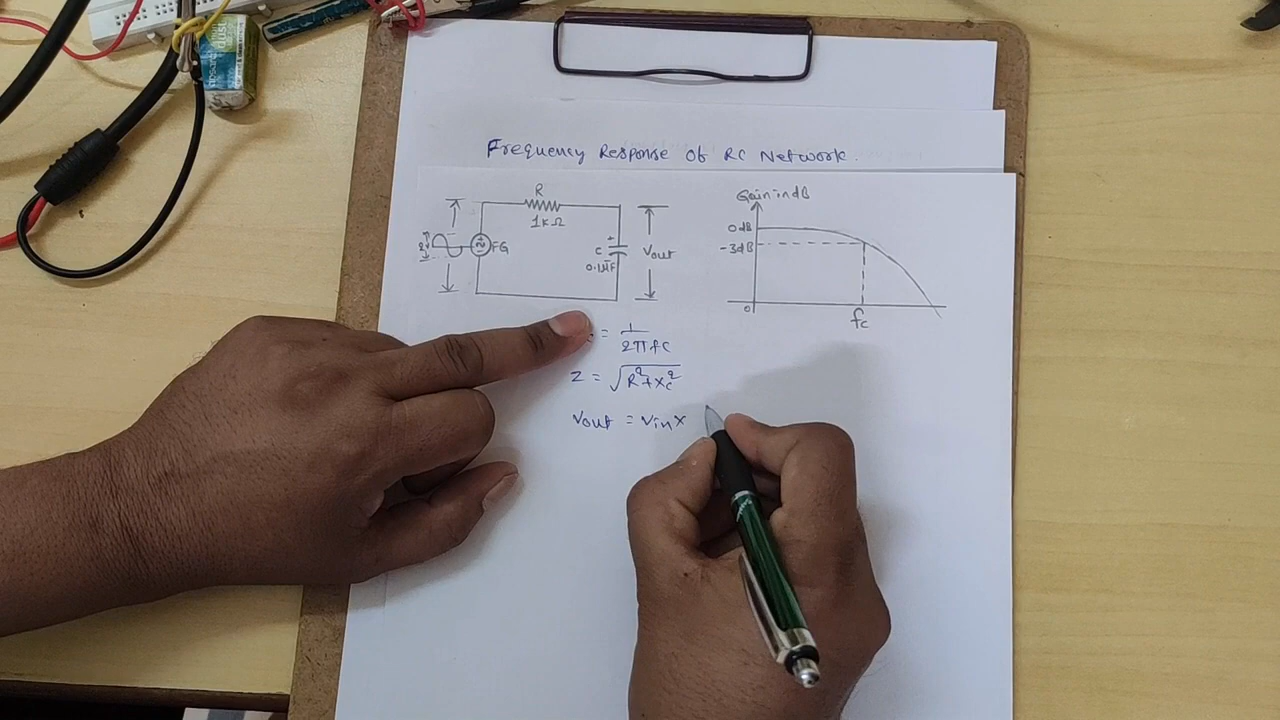 Frequency Response Of RC Network.
R
1kΩ
FG
C
0.1μF
Vout
Gain in dB
0dB
-3dB
0
fc
= 1
2πfC
Z = √R²+Xc²
Vout = Vin x